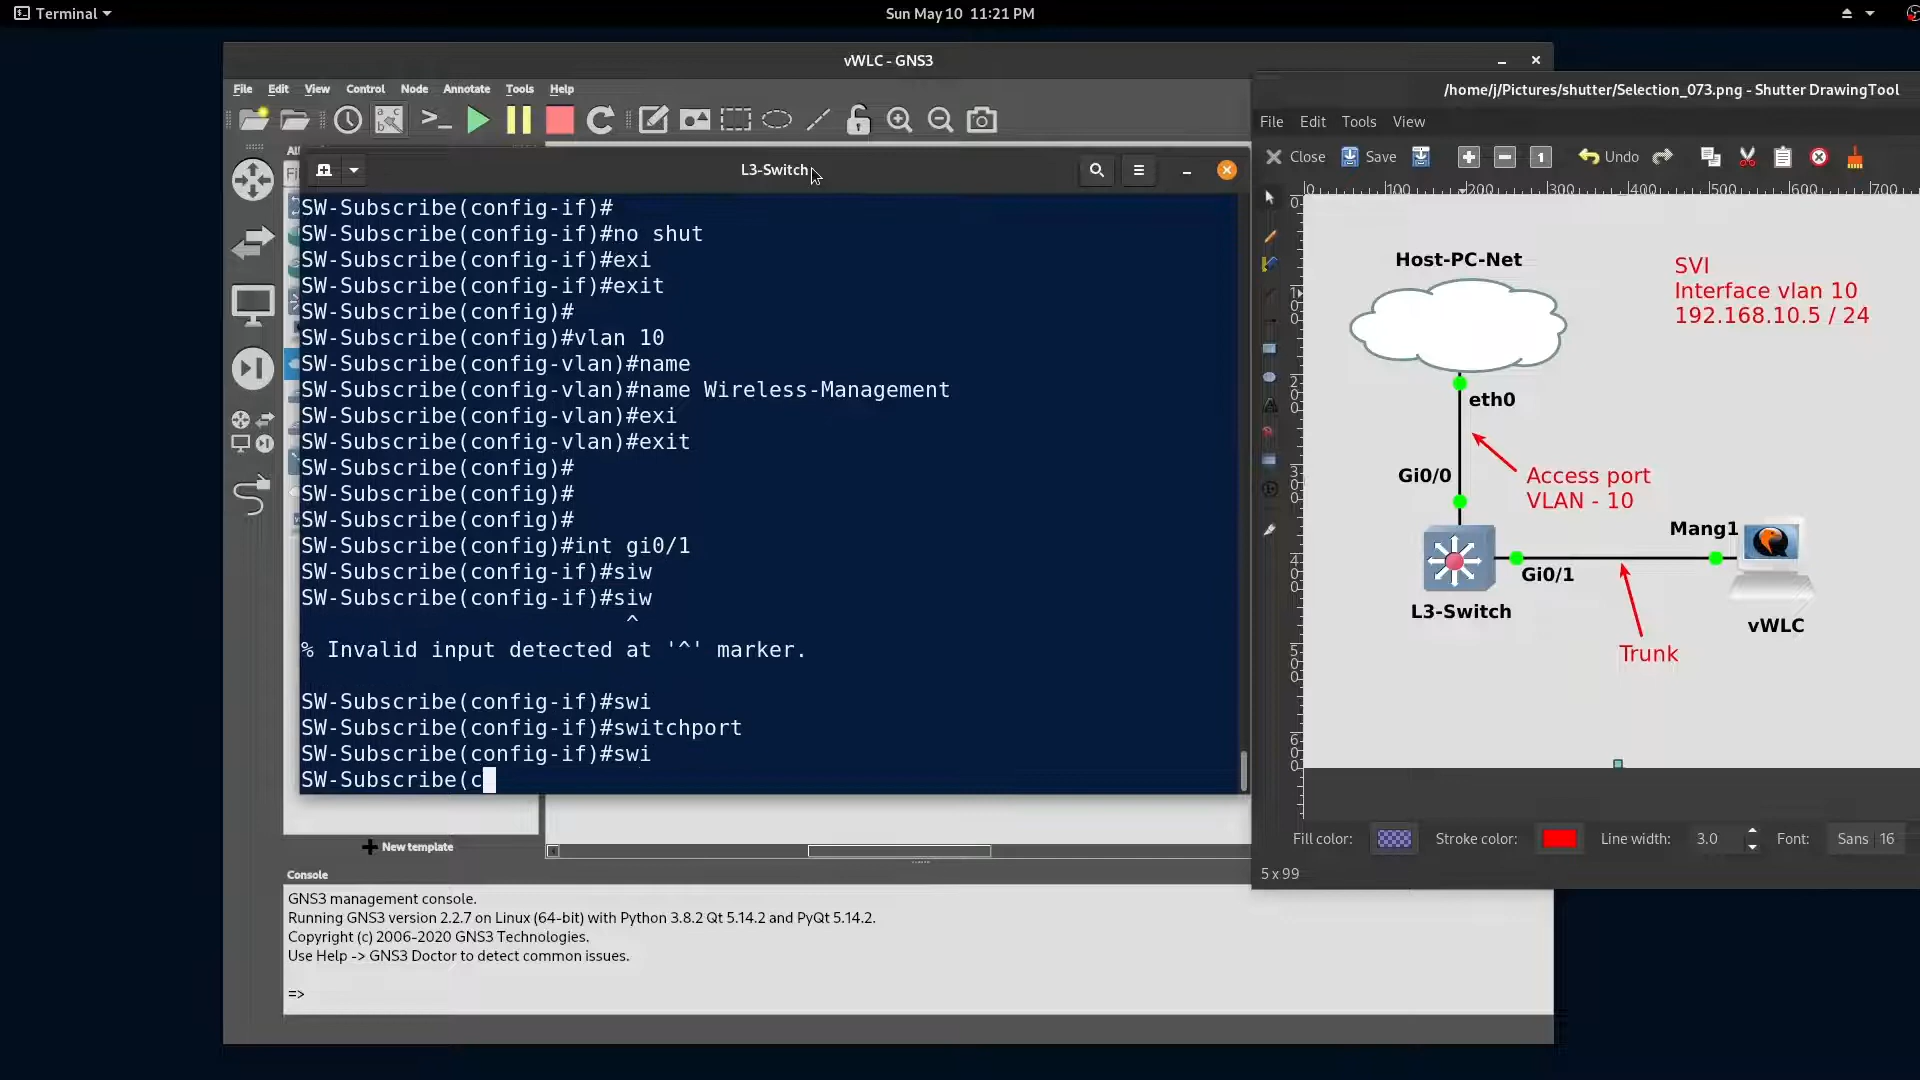 Terminal
Sun May 10 11:21 PM
vWLC - GNS3
File Edit View Control Node Annotate Tools Help
L3-Switch
SW-Subscribe(config-if)#
SW-Subscribe(config-if)#no shut
SW-Subscribe(config-if)#exi
SW-Subscribe(config-if)#exit
SW-Subscribe(config)#
SW-Subscribe(config)#vlan 10
SW-Subscribe(config-vlan)#name
SW-Subscribe(config-vlan)#name Wireless-Management
SW-Subscribe(config-vlan)#exi
SW-Subscribe(config-vlan)#exit
SW-Subscribe(config)#
SW-Subscribe(config)#
SW-Subscribe(config)#
SW-Subscribe(config)#int gi0/1
SW-Subscribe(config-if)#siw
SW-Subscribe(config-if)#siw
^
% Invalid input detected at '^' marker.
SW-Subscribe(config-if)#swi
SW-Subscribe(config-if)#switchport
SW-Subscribe(config-if)#swi
SW-Subscribe(c
New template
Console
GNS3 management console.
Running GNS3 version 2.2.7 on Linux (64-bit) with Python 3.8.2 Qt 5.14.2 and PyQt 5.14.2.
Copyright (c) 2006-2020 GNS3 Technologies.
Use Help -> GNS3 Doctor to detect common issues.
=>
/home/j/Pictures/shutter/Selection_073.png - Shutter DrawingTool
File Edit Tools View
Close Save 1 Undo
0 100 200 300 400 500 600 700
Host-PC-Net
SVI
Interface vlan 10
192.168.10.5 / 24
eth0
Gi0/0
Access port
VLAN - 10
Mang1
Gi0/1
L3-Switch
vWLC
Trunk
Fill color: Stroke color: Line width: 3.0 Font: Sans 16
5 x 99